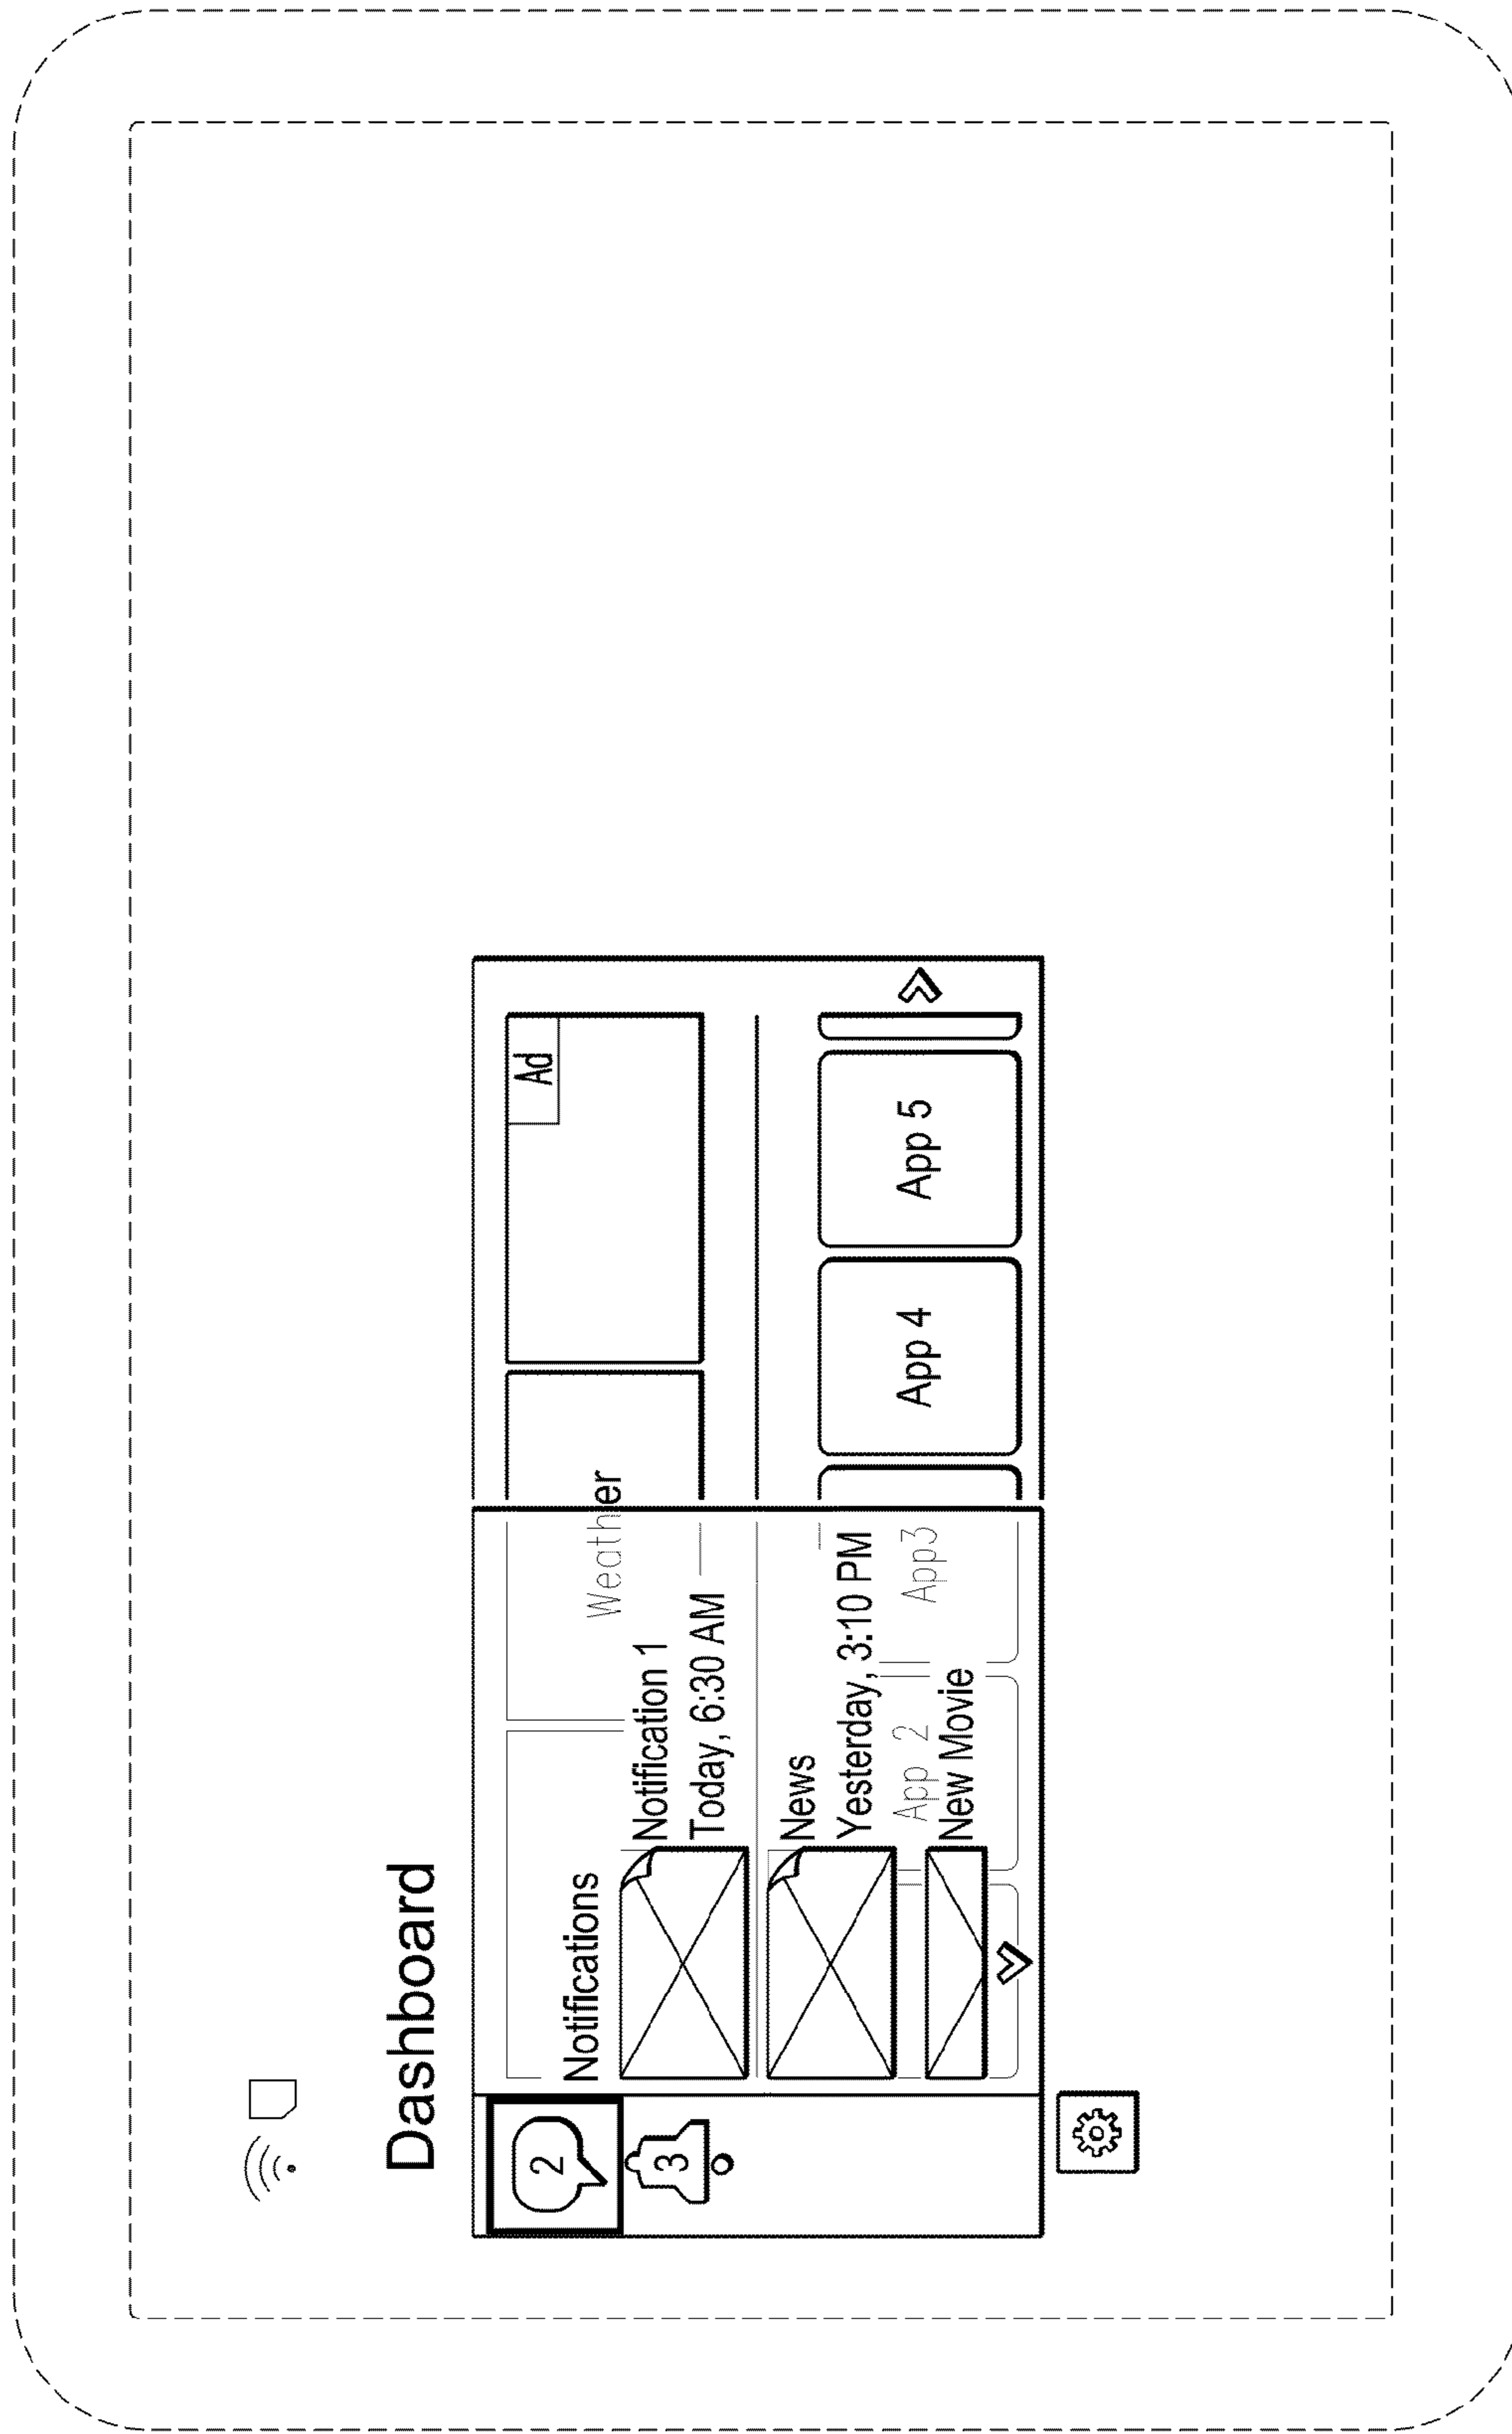 Dashboard
2
3
Notifications
Notification 1
Today, 6:30 AM
News
Yesterday, 3:10 PM
New Movie
Weather
Ad
App 2
App3
App 4
App 5